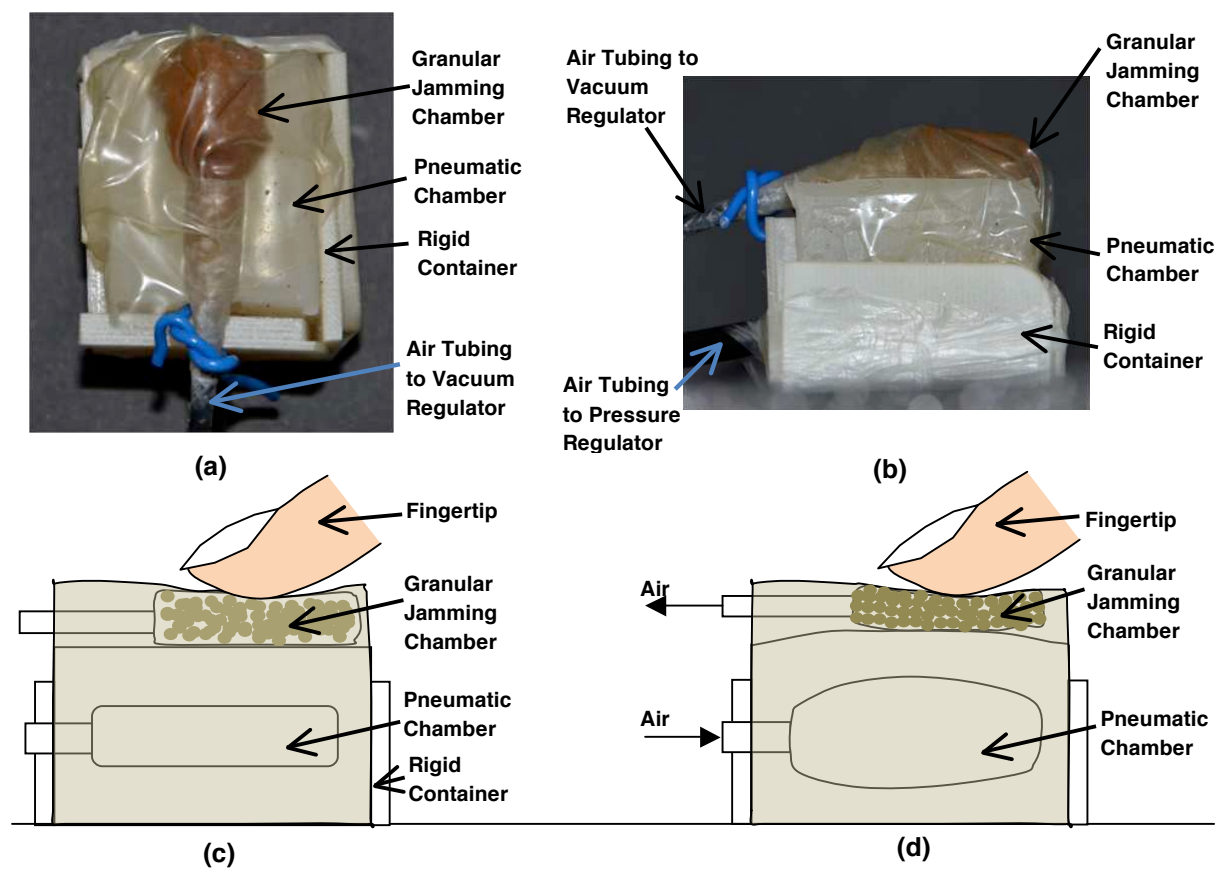 Granular
Jamming
Chamber
Pneumatic
Chamber
Rigid
Container
Air Tubing
to Vacuum
Regulator
(a)
Air Tubing to
Vacuum
Regulator
Granular
Jamming
Chamber
Pneumatic
Chamber
Rigid
Container
Air Tubing
to Pressure
Regulator
(b)
Fingertip
Granular
Jamming
Chamber
Pneumatic
Chamber
Rigid
Container
(c)
Fingertip
Air
Granular
Jamming
Chamber
Air
Pneumatic
Chamber
(d)